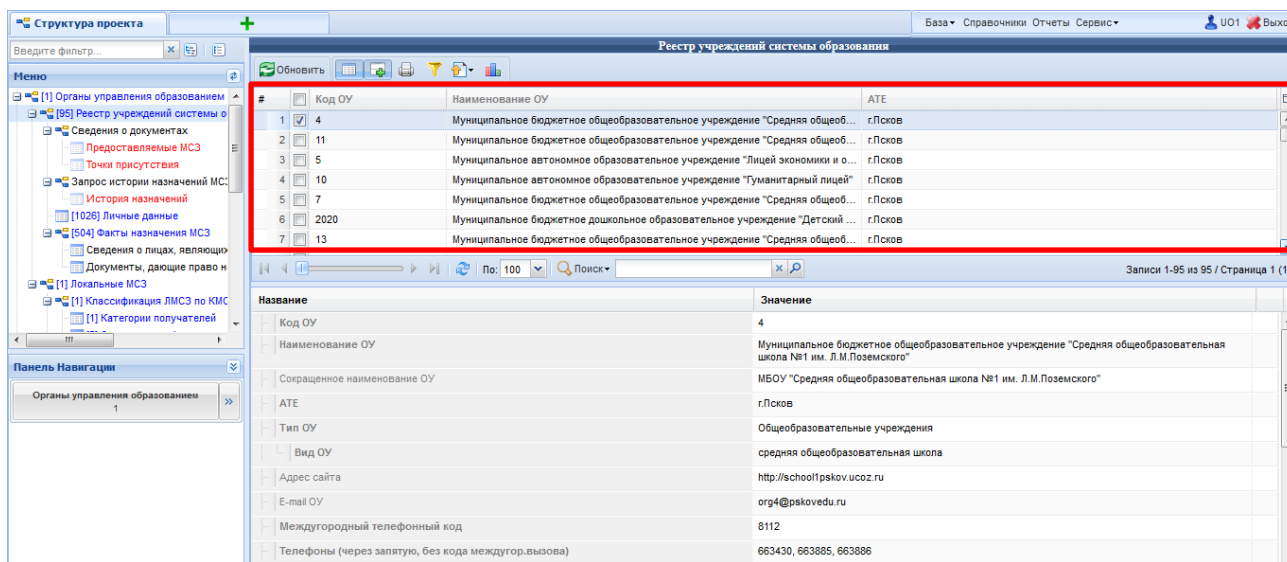 Структура проекта
База Справочники Отчеты Сервис UO1 Выхо
Введите фильтр...
Реестр учреждений системы образования
Меню
Обновить
[1] Органы управления образованием
[95] Реестр учреждений системы о
Сведения о документах
Предоставляемые МСЗ
Точки присутствия
Запрос истории назначений МСЗ
История назначений
[1026] Личные данные
[504] Факты назначения МСЗ
Сведения о лицах, являющих
Документы, дающие право н
[1] Локальные МСЗ
[1] Классификация ЛМСЗ по КМС
[1] Категории получателей
Панель Навигации
Органы управления образованием
1
# Код ОУ Наименование ОУ АТЕ
1 4 Муниципальное бюджетное общеобразовательное учреждение "Средняя общеоб... г.Псков
2 11 Муниципальное бюджетное общеобразовательное учреждение "Средняя общеоб... г.Псков
3 5 Муниципальное автономное образовательное учреждение "Лицей экономики и о... г.Псков
4 10 Муниципальное автономное образовательное учреждение "Гуманитарный лицей" г.Псков
5 7 Муниципальное бюджетное общеобразовательное учреждение "Средняя общеоб... г.Псков
6 2020 Муниципальное бюджетное дошкольное образовательное учреждение "Детский ... г.Псков
7 13 Муниципальное бюджетное общеобразовательное учреждение "Средняя общеоб... г.Псков
По: 100 Поиск Записи 1-95 из 95 / Страница 1 (1
Название Значение
Код ОУ 4
Наименование ОУ Муниципальное бюджетное общеобразовательное учреждение "Средняя общеобразовательная
школа №1 им. Л.М.Поземского"
Сокращенное наименование ОУ МБОУ "Средняя общеобразовательная школа №1 им. Л.М.Поземского"
АТЕ г.Псков
Тип ОУ Общеобразовательные учреждения
Вид ОУ средняя общеобразовательная школа
Адрес сайта http://school1pskov.ucoz.ru
E-mail ОУ org4@pskovedu.ru
Междугородный телефонный код 8112
Телефоны (через запятую, без кода междугор.вызова) 663430, 663885, 663886